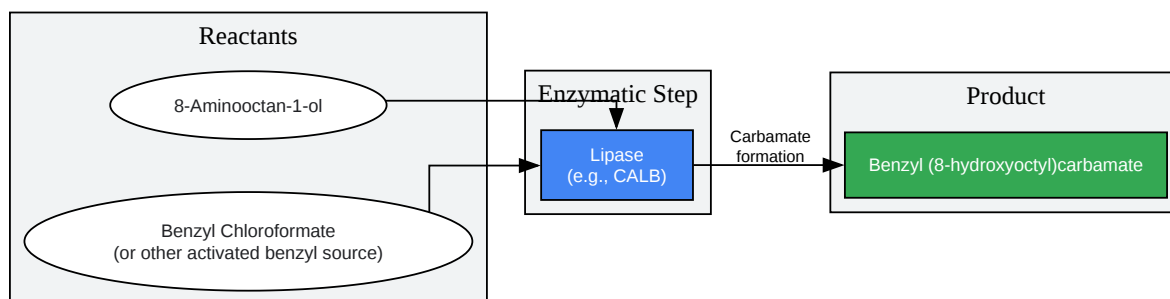 Reactants
8-Aminooctan-1-ol
Benzyl Chloroformate
(or other activated benzyl source)
Enzymatic Step
Lipase
(e.g., CALB)
Carbamate
formation
Product
Benzyl (8-hydroxyoctyl)carbamate